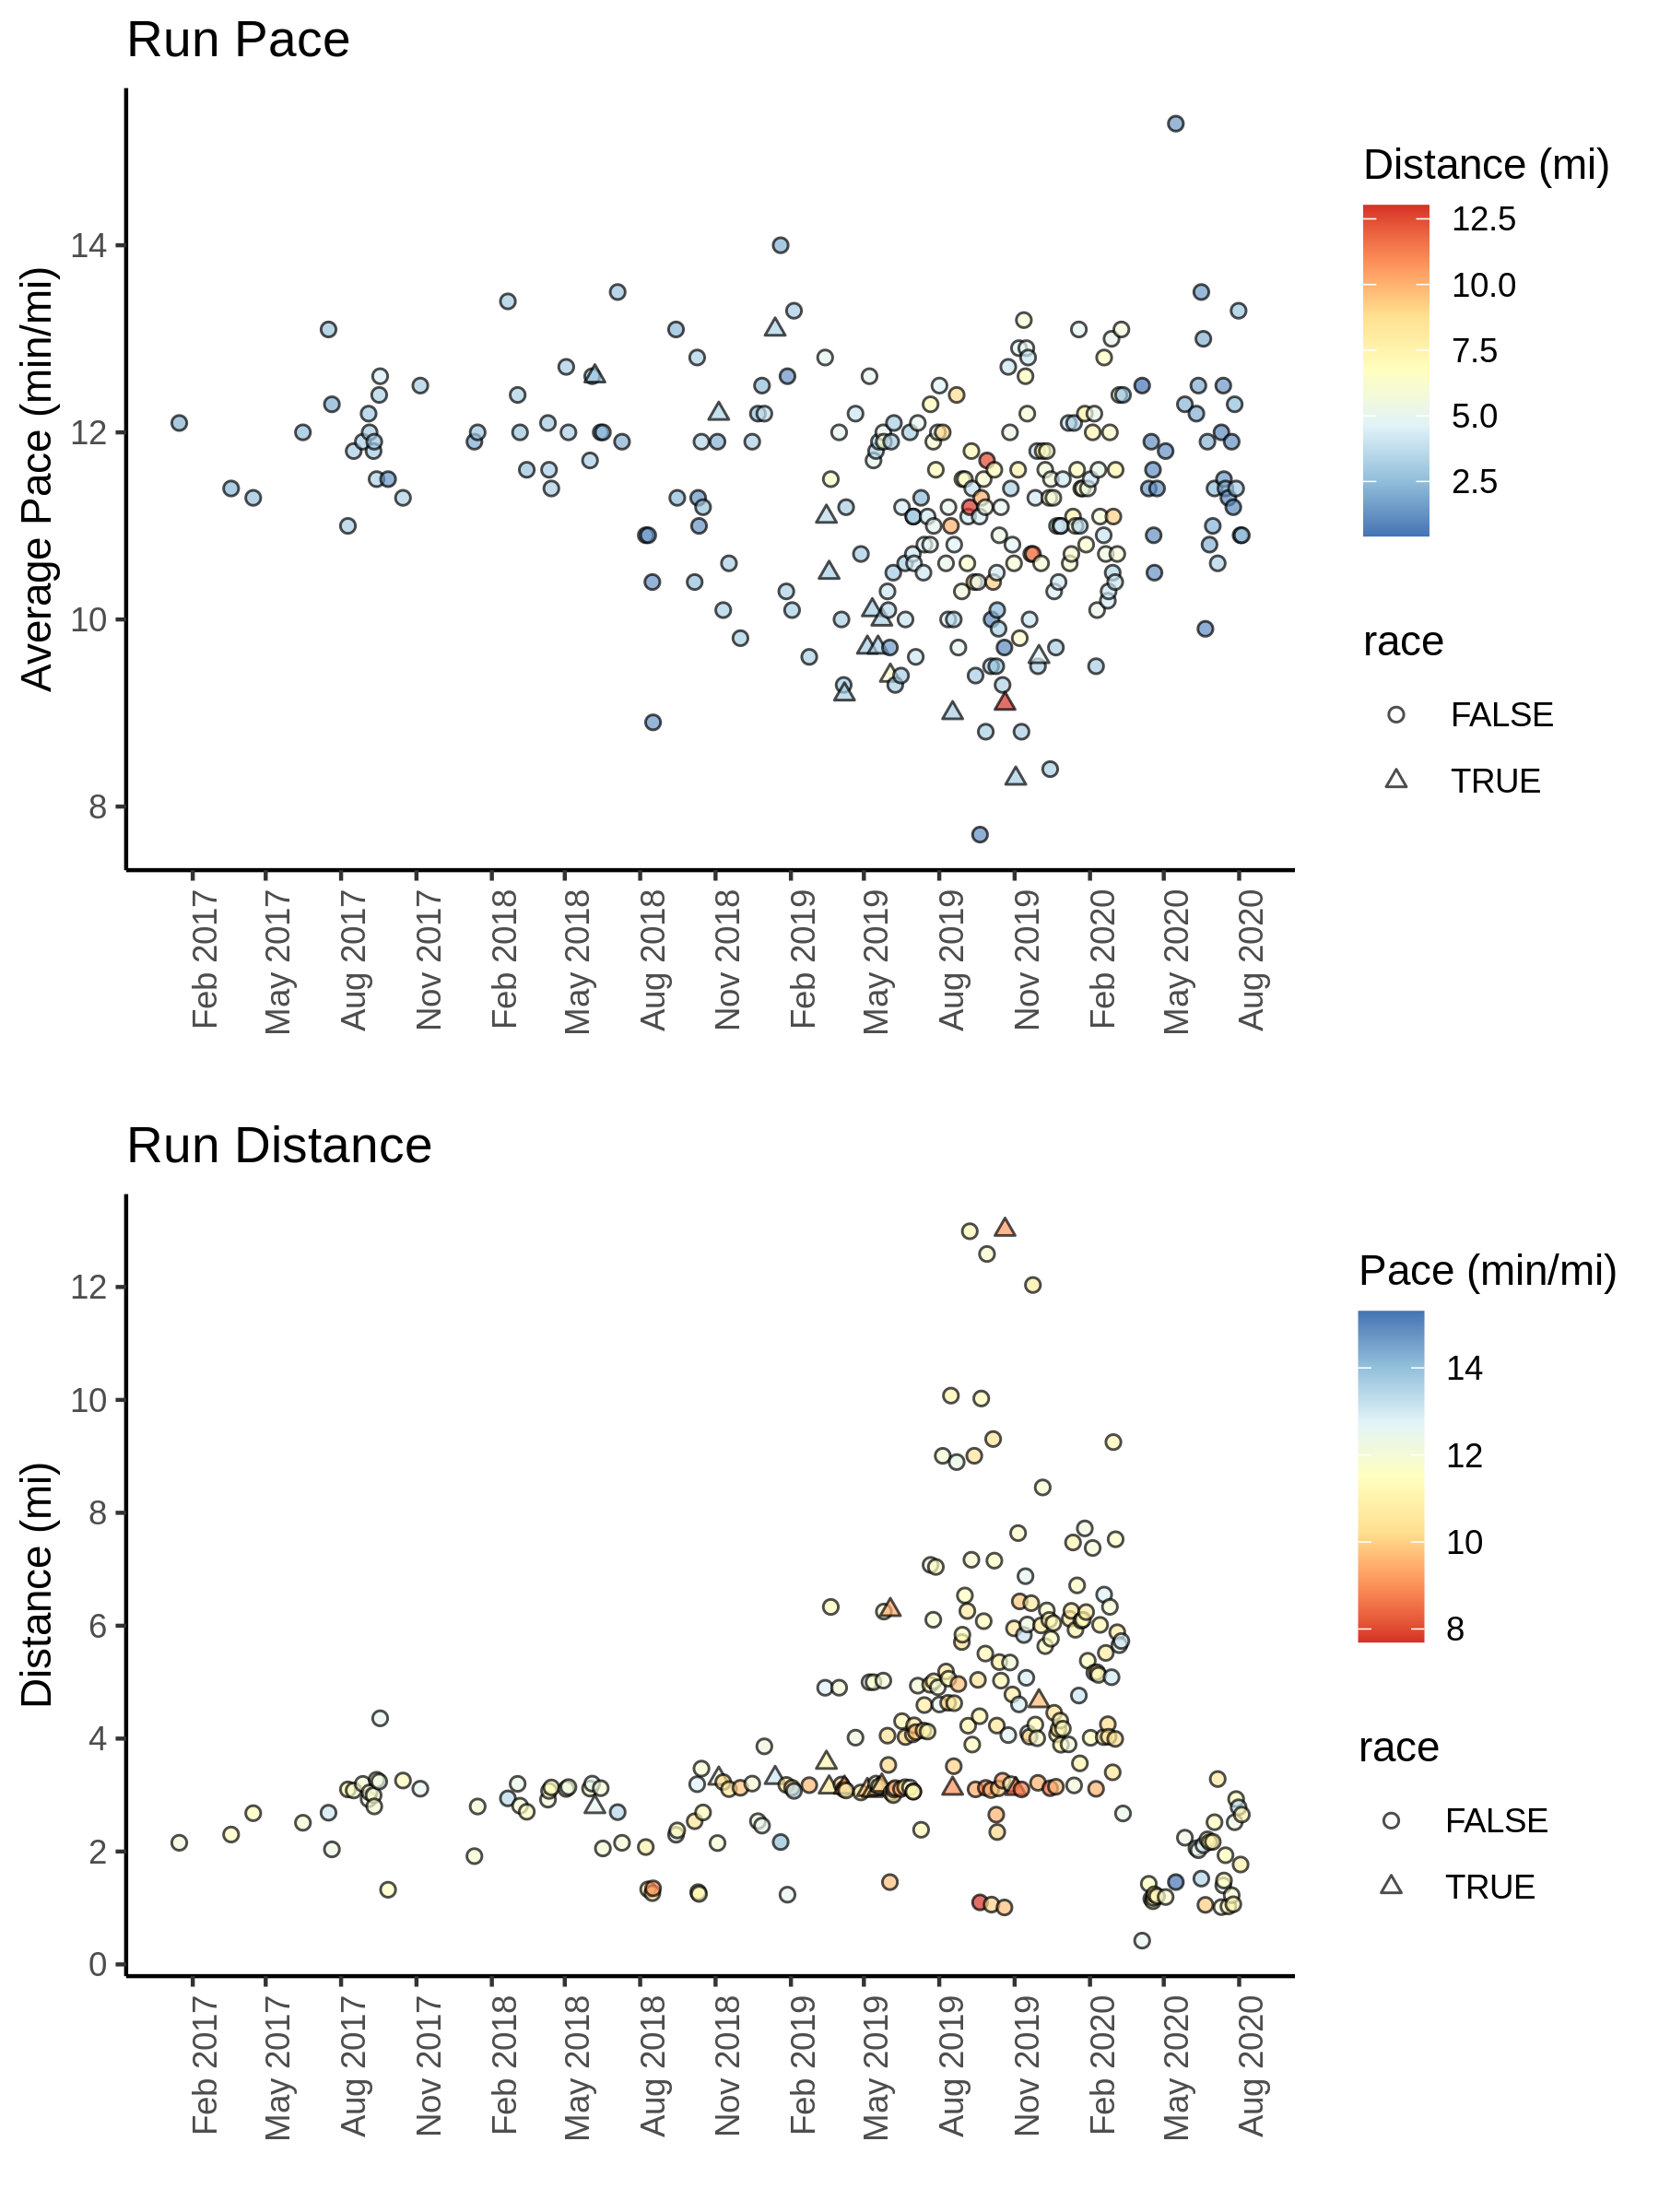 Run Pace
Average Pace (min/mi)
14
12
10
8
Feb 2017
May 2017
Aug 2017
Nov 2017
Feb 2018
May 2018
Aug 2018
Nov 2018
Feb 2019
May 2019
Aug 2019
Nov 2019
Feb 2020
May 2020
Aug 2020
Distance (mi)
12.5
10.0
7.5
5.0
2.5
race
FALSE
TRUE
Run Distance
Distance (mi)
12
10
8
6
4
2
0
Feb 2017
May 2017
Aug 2017
Nov 2017
Feb 2018
May 2018
Aug 2018
Nov 2018
Feb 2019
May 2019
Aug 2019
Nov 2019
Feb 2020
May 2020
Aug 2020
Pace (min/mi)
14
12
10
8
race
FALSE
TRUE